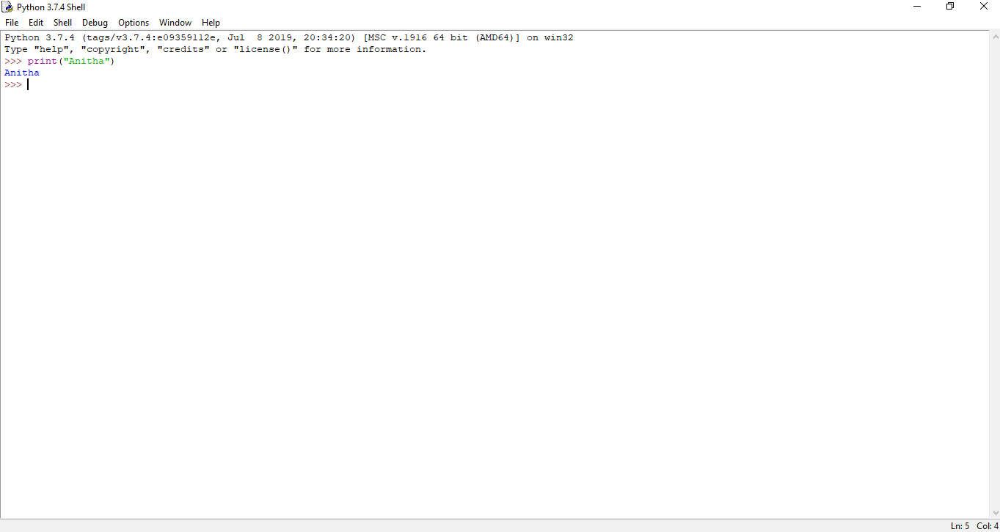 Python 3.7.4 Shell
File Edit Shell Debug Options Window Help
Python 3.7.4 (tags/v3.7.4:e09359112e, Jul  8 2019, 20:34:20) [MSC v.1916 64 bit (AMD64)] on win32
Type "help", "copyright", "credits" or "license()" for more information.
>>> print("Anitha")
Anitha
>>>
Ln: 5 Col: 4